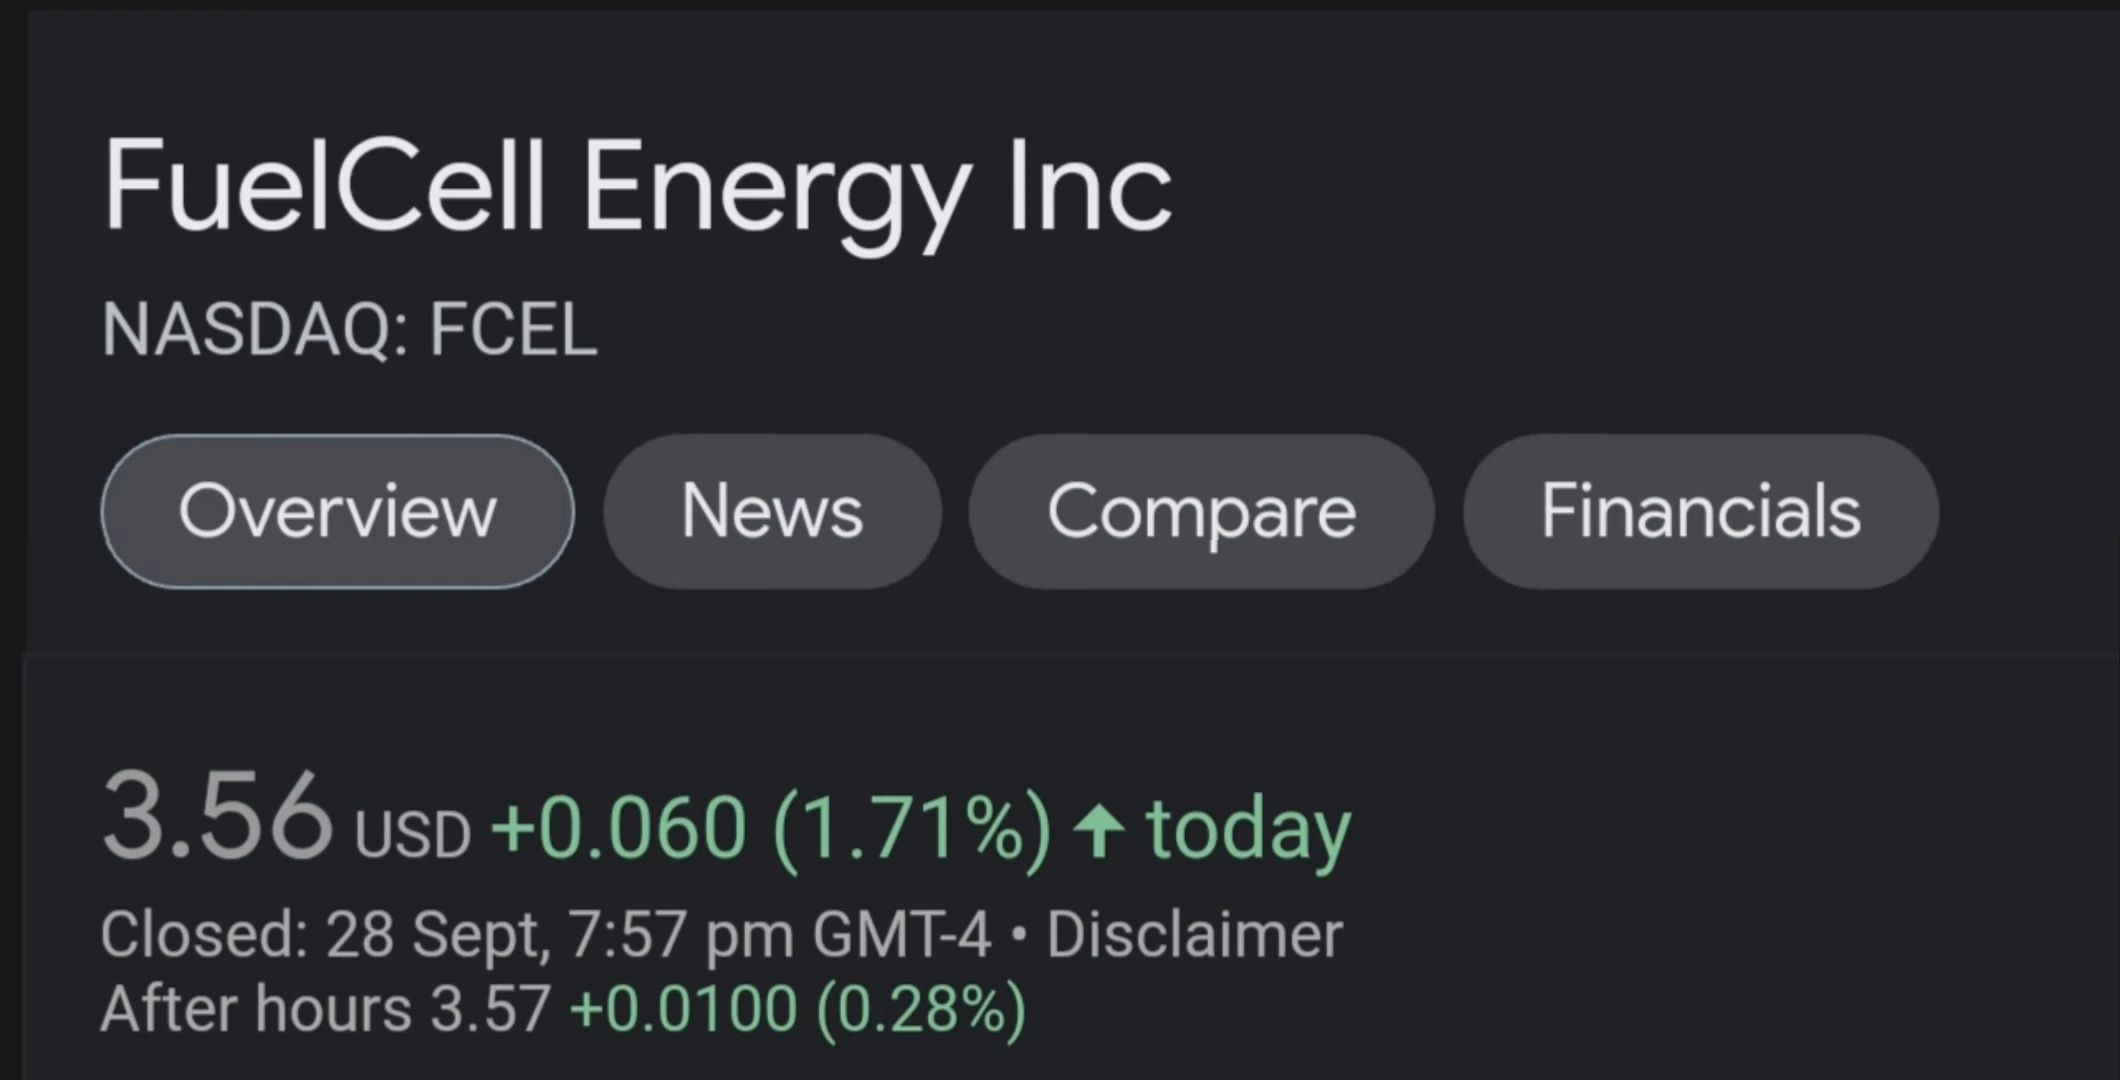 FuelCell Energy Inc
NASDAQ: FCEL
Overview News Compare Financials
3.56 USD +0.060 (1.71%) ↑ today
Closed: 28 Sept, 7:57 pm GMT-4 • Disclaimer
After hours 3.57 +0.0100 (0.28%)